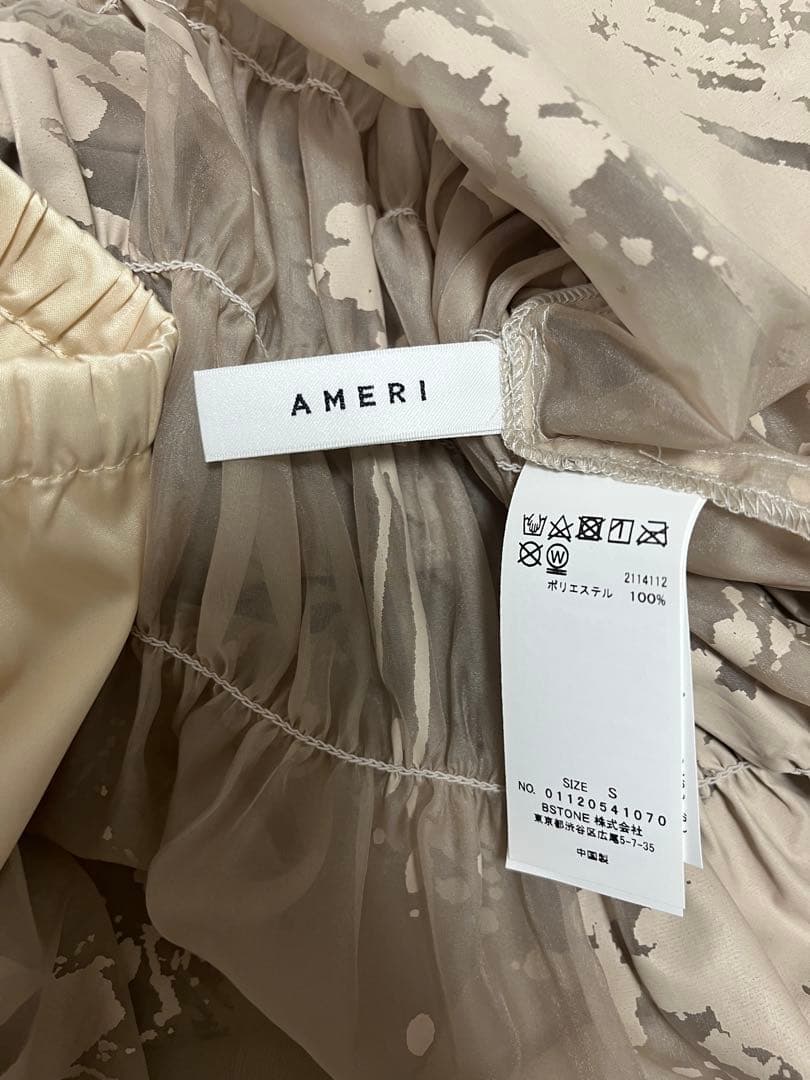 AMERI
W
2114112
ポリエステル 100%
SIZE S
NO. 01120541070
BSTONE 株式会社
東京都渋谷区広尾5-7-35
中国製